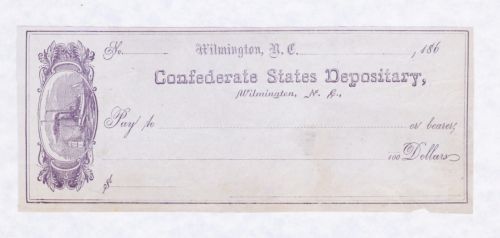 No. Wilmington, N. C. , 186
Confederate States Depositary,
Wilmington, N. C.,
Pay to or bearer,
100 Dollars
$